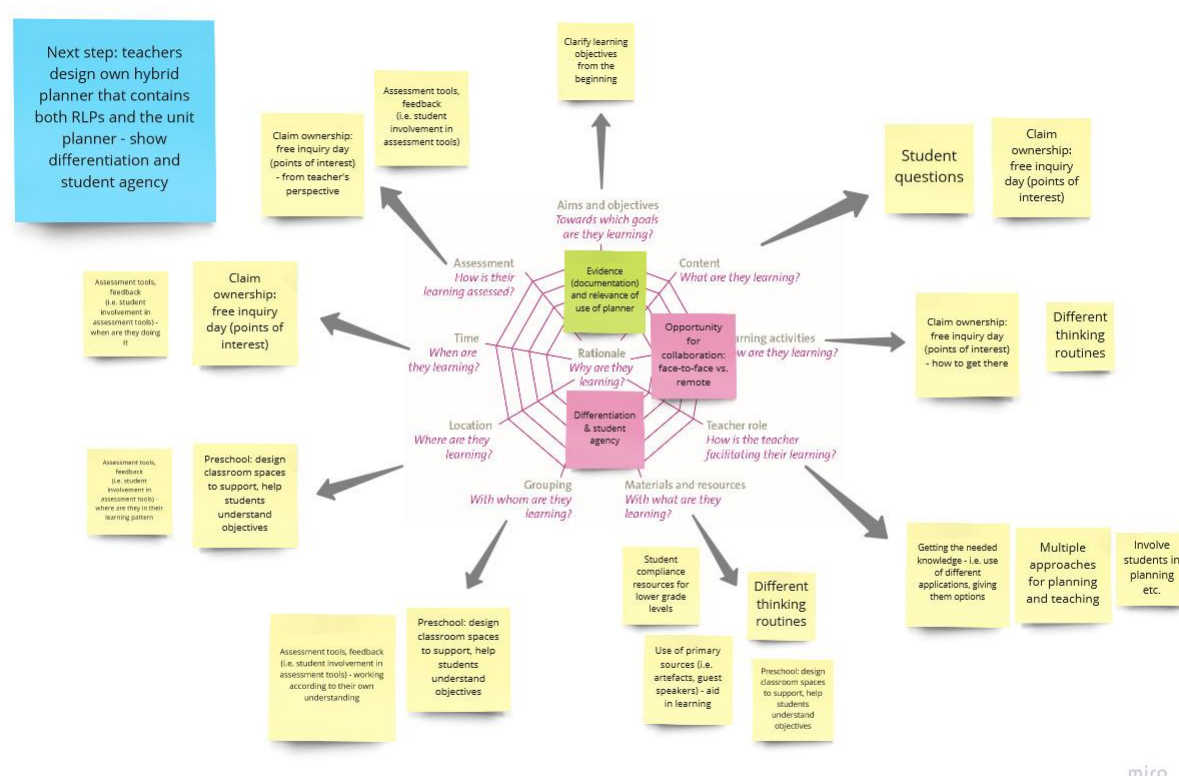 Next step: teachers
design own hybrid
planner that contains
both RLPs and the unit
planner - show
differentiation and
student agency
Clarify learning
objectives
from the
beginning
Assessment tools,
feedback
(i.e. student
involvement in
assessment tools)
Claim ownership:
free inquiry day
(points of interest)
- from teacher's
perspective
Student
questions
Claim
ownership:
free inquiry
day (points of
interest)
Aims and objectives
Towards which goals
are they learning?
Assessment
How is their
learning assessed?
Content
What are they learning?
Evidence
(documentation)
and relevance of
use of planner
Assessment tools,
feedback
(i.e. student
involvement in
assessment tools) -
when are they doing
it
Claim
ownership:
free inquiry
day (points of
interest)
Time
When are
they learning?
Rationale
Why are they
learning?
Opportunity
for
collaboration:
face-to-face vs.
remote
arning activities
ow are they learning?
Claim ownership:
free inquiry day
(points of interest)
- how to get there
Different
thinking
routines
Differentiation
& student
agency
Location
Where are they
learning?
Teacher role
How is the teacher
facilitating their learning?
Assessment tools,
feedback
(i.e. student
involvement in
assessment tools) -
where are they in their
learning pattern
Preschool: design
classroom spaces
to support, help
students
understand
objectives
Grouping
With whom are they
learning?
Materials and resources
With what are they
learning?
Getting the needed
knowledge - i.e. use
of different
applications, giving
them options
Multiple
approaches
for planning
and teaching
Involve
students in
planning
etc.
Assessment tools, feedback
(i.e. student involvement in
assessment tools) - working
according to their own
understanding
Preschool: design
classroom spaces
to support, help
students
understand
objectives
Student
compliance
resources for
lower grade
levels
Different
thinking
routines
Use of primary
sources (i.e.
artefacts, guest
speakers) - aid
in learning
Preschool: design
classroom spaces
to support, help
students
understand
objectives
miro